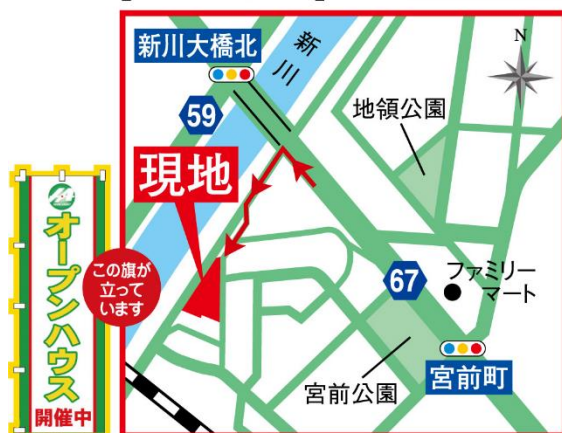 新川大橋北
新川
N
59
地領公園
現地
オープンハウス
開催中
この旗が
立って
います
67
ファミリー
マート
宮前公園
宮前町